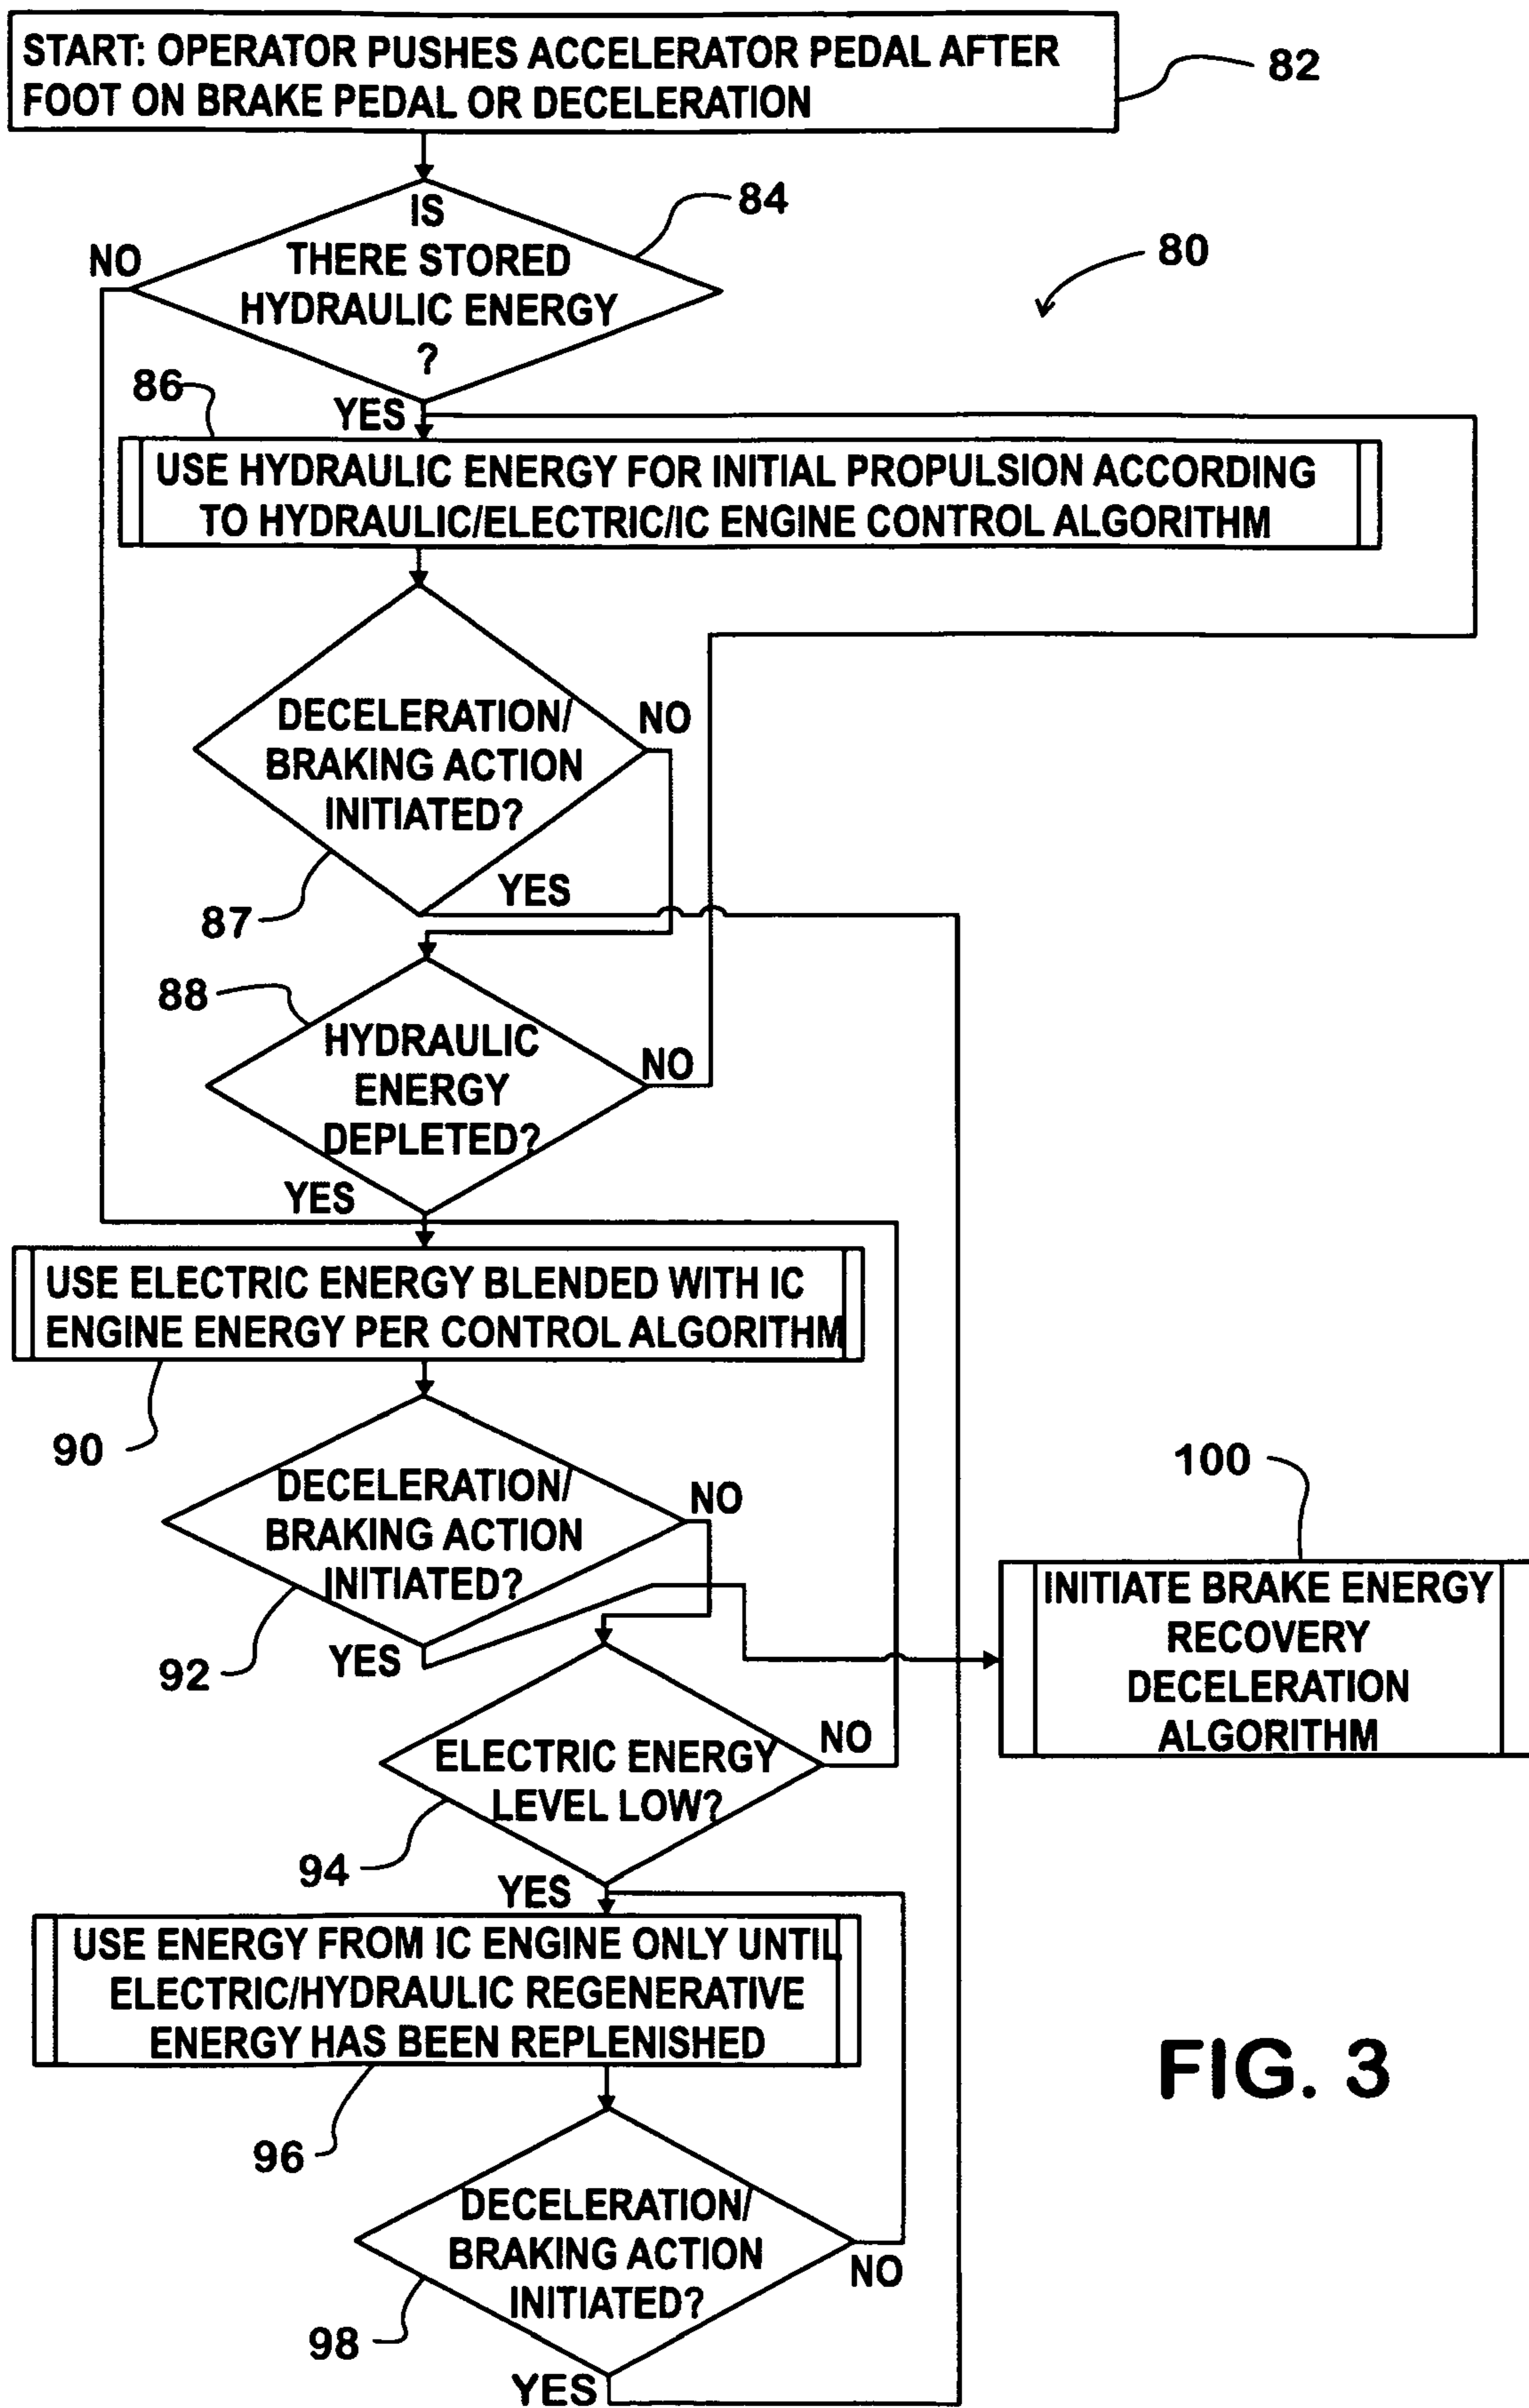 START: OPERATOR PUSHES ACCELERATOR PEDAL AFTER
FOOT ON BRAKE PEDAL OR DECELERATION
82
IS
THERE STORED
HYDRAULIC ENERGY
?
84
NO
80
86
YES
USE HYDRAULIC ENERGY FOR INITIAL PROPULSION ACCORDING
TO HYDRAULIC/ELECTRIC/IC ENGINE CONTROL ALGORITHM
DECELERATION/
BRAKING ACTION
INITIATED?
NO
YES
87
88
HYDRAULIC
ENERGY
DEPLETED?
NO
YES
USE ELECTRIC ENERGY BLENDED WITH IC
ENGINE ENERGY PER CONTROL ALGORITHM
90
DECELERATION/
BRAKING ACTION
INITIATED?
NO
92
YES
100
INITIATE BRAKE ENERGY
RECOVERY
DECELERATION
ALGORITHM
ELECTRIC ENERGY
LEVEL LOW?
NO
94
YES
USE ENERGY FROM IC ENGINE ONLY UNTIL
ELECTRIC/HYDRAULIC REGENERATIVE
ENERGY HAS BEEN REPLENISHED
96
DECELERATION/
BRAKING ACTION
INITIATED?
NO
98
YES
FIG. 3